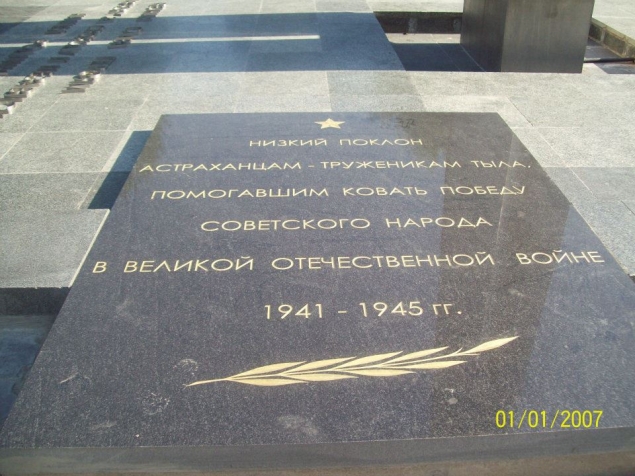 НИЗКИЙ ПОКЛОН
АСТРАХАНЦАМ - ТРУЖЕНИКАМ ТЫЛА,
ПОМОГАВШИМ КОВАТЬ ПОБЕДУ
СОВЕТСКОГО НАРОДА
В ВЕЛИКОЙ ОТЕЧЕСТВЕННОЙ ВОЙНЕ
1941 - 1945 гг.
01/01/2007